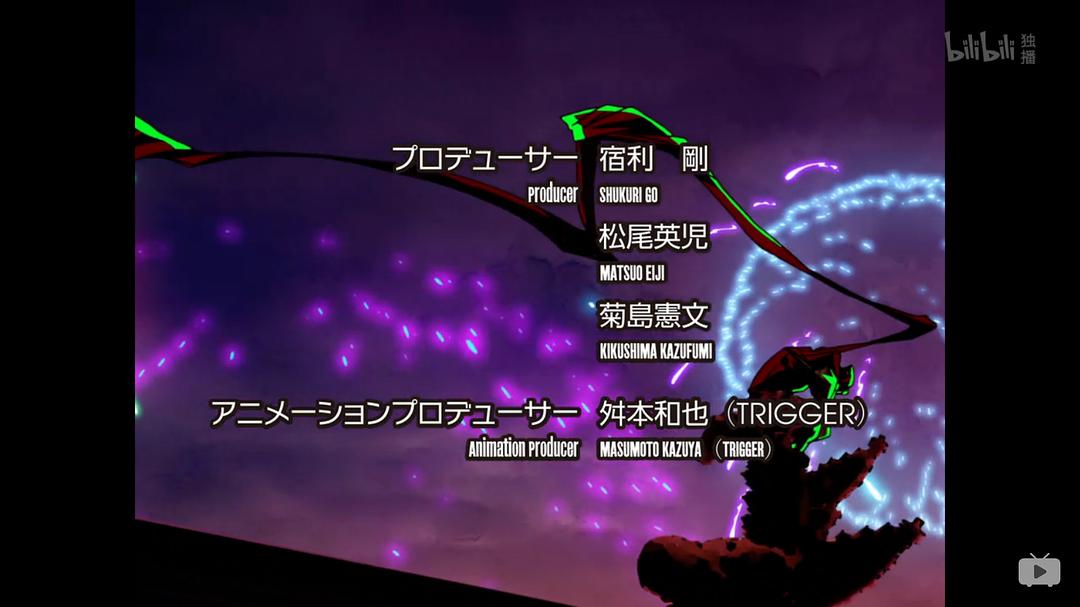 bilibili 独播
プロデューサー 宿利 剛
producer SHUKURI GO
松尾英児
MATSUO EIJI
菊島憲文
KIKUSHIMA KAZUFUMI
アニメーションプロデューサー 舛本和也（TRIGGER）
animation producer MASUMOTO KAZUYA （TRIGGER）